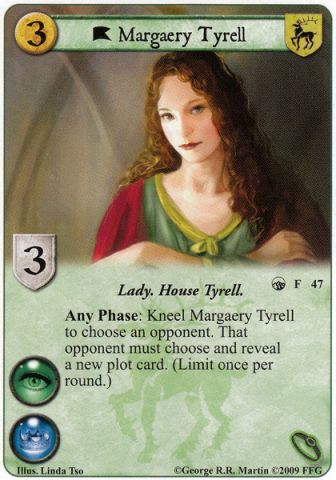 3
Margaery Tyrell
3
Lady. House Tyrell.
F 47
Any Phase: Kneel Margaery Tyrell
to choose an opponent. That
opponent must choose and reveal
a new plot card. (Limit once per
round.)
Illus. Linda Tso
©George R.R. Martin ©2009 FFG